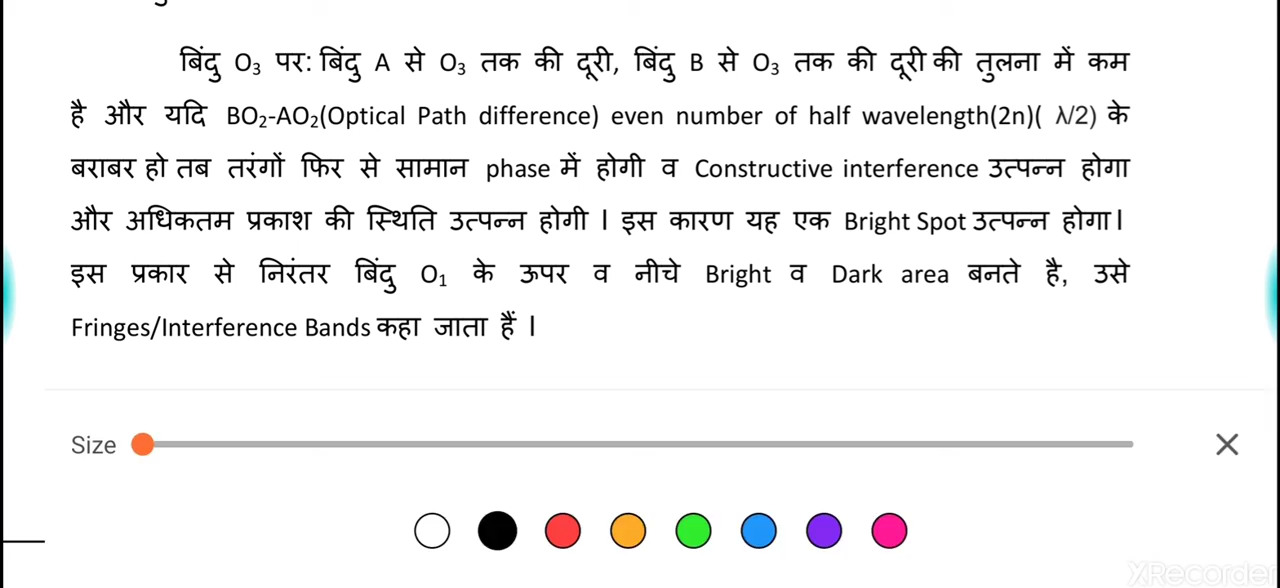 बिंदु O₃ पर: बिंदु A से O₃ तक की दूरी, बिंदु B से O₃ तक की दूरी की तुलना में कम
है और यदि BO₂-AO₂(Optical Path difference) even number of half wavelength(2n)( λ/2) के
बराबर हो तब तरंगों फिर से सामान phase में होगी व Constructive interference उत्पन्न होगा
और अधिकतम प्रकाश की स्थिति उत्पन्न होगी । इस कारण यह एक Bright Spot उत्पन्न होगा।
इस प्रकार से निरंतर बिंदु O₁ के ऊपर व नीचे Bright व Dark area बनते है, उसे
Fringes/Interference Bands कहा जाता हैं ।
Size
XRecorder